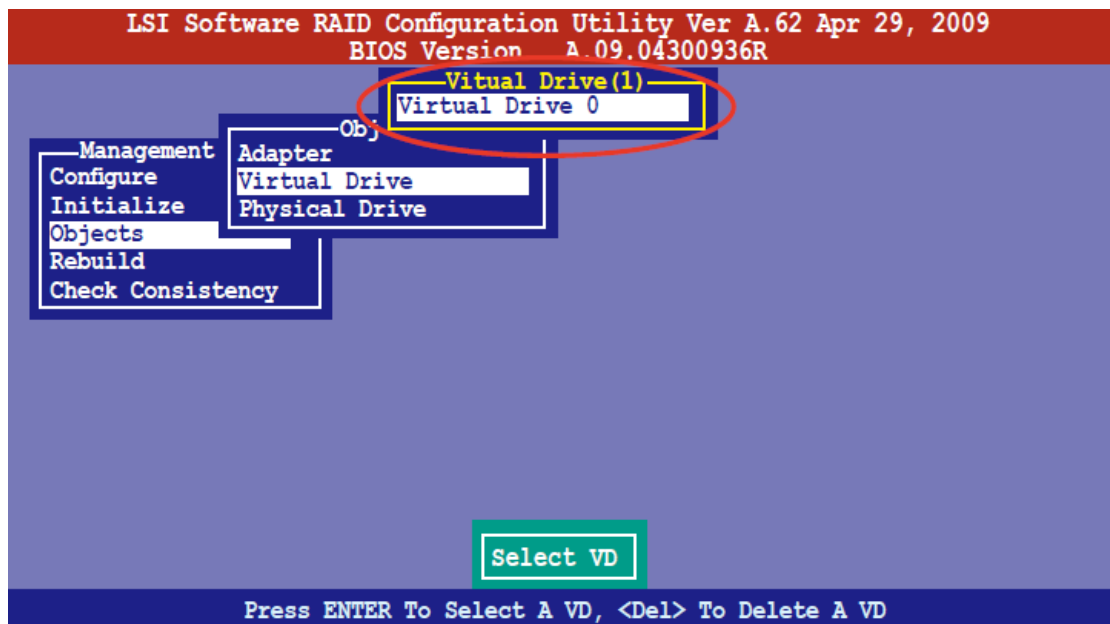 LSI Software RAID Configuration Utility Ver A.62 Apr 29, 2009
BIOS Version A.09.04300936R
Vitual Drive(1)
Virtual Drive 0
Obj
Adapter
Virtual Drive
Physical Drive
Management
Configure
Initialize
Objects
Rebuild
Check Consistency
Select VD
Press ENTER To Select A VD, <Del> To Delete A VD